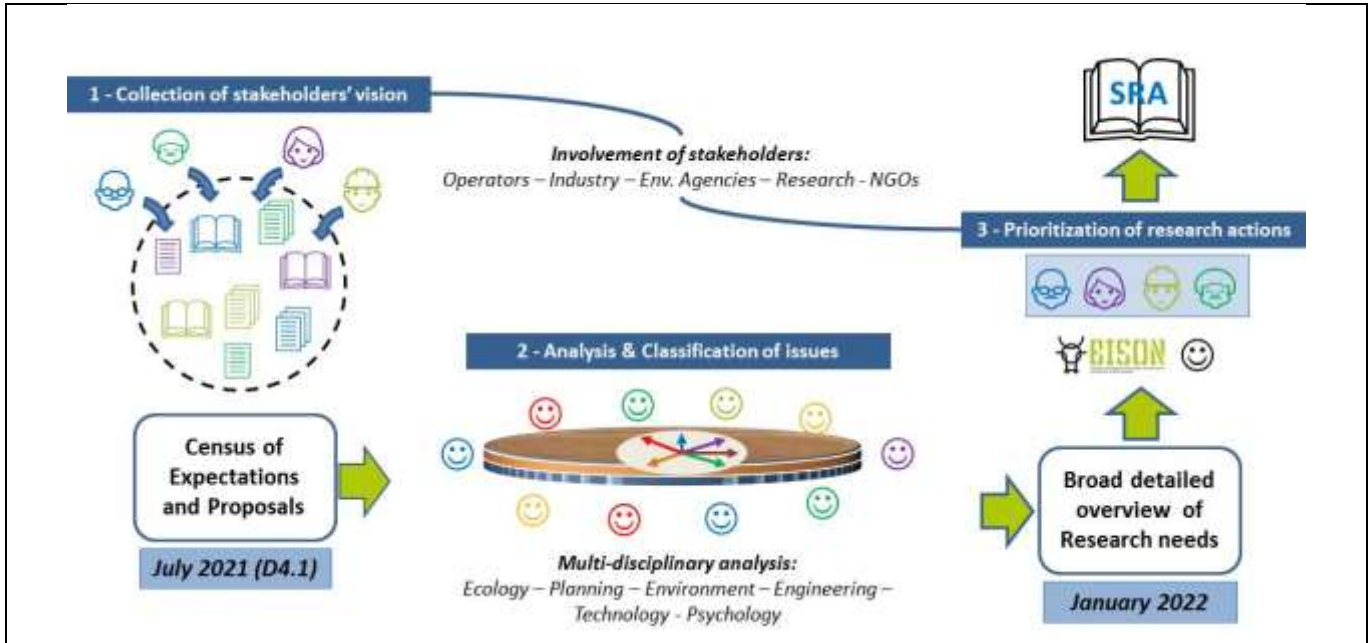 1 - Collection of stakeholders' vision
Involvement of stakeholders:
Operators – Industry – Env. Agencies – Research - NGOs
SRA
3 - Prioritization of research actions
BISON
2 - Analysis & Classification of issues
Census of
Expectations
and Proposals
July 2021 (D4.1)
Multi-disciplinary analysis:
Ecology – Planning – Environment – Engineering –
Technology - Psychology
Broad detailed
overview of
Research needs
January 2022